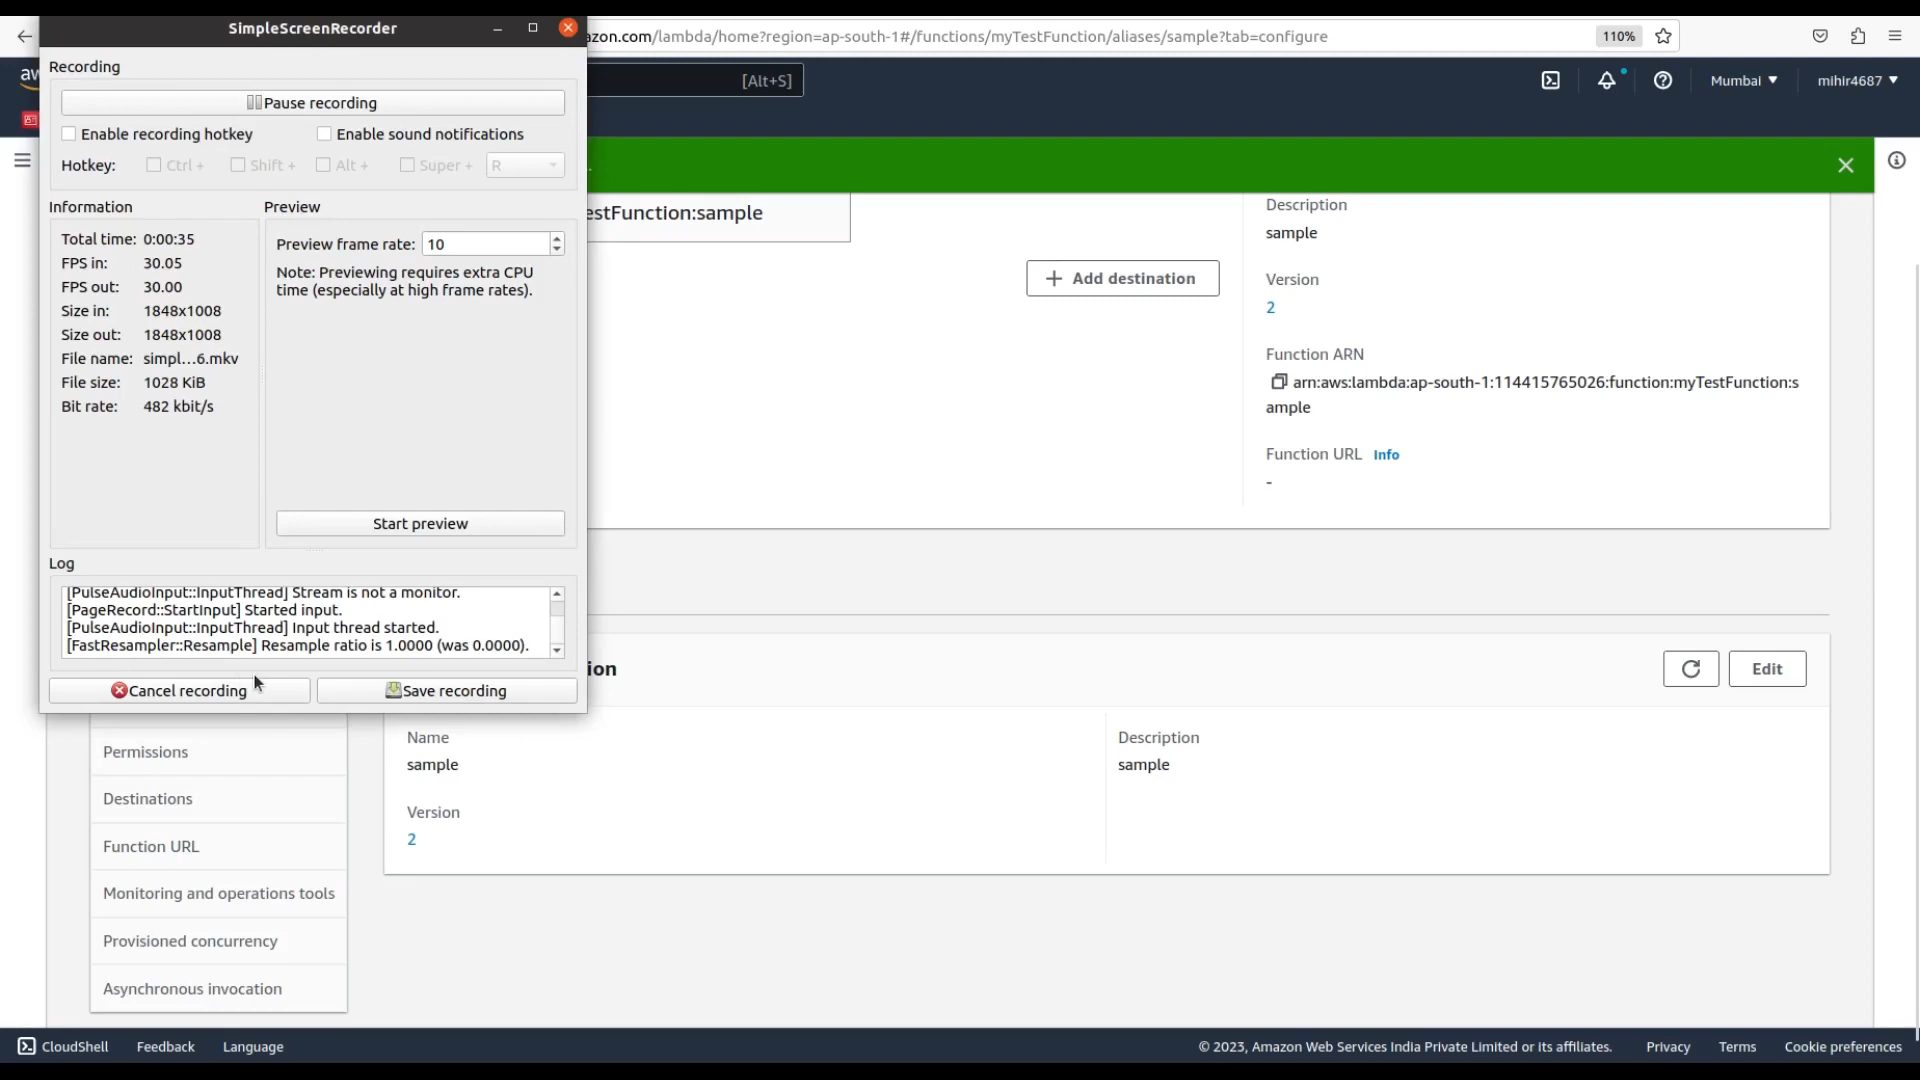 SimpleScreenRecorder
Recording
Pause recording
Enable recording hotkey
Enable sound notifications
Hotkey:
Ctrl +
Shift +
Alt +
Super +
R
Information
Total time: 0:00:35
FPS in: 30.05
FPS out: 30.00
Size in: 1848x1008
Size out: 1848x1008
File name: simpl...6.mkv
File size: 1028 KiB
Bit rate: 482 kbit/s
Preview
Preview frame rate: 10
Note: Previewing requires extra CPU
time (especially at high frame rates).
Start preview
Log
[PulseAudioInput::InputThread] Stream is not a monitor.
[PageRecord::StartInput] Started input.
[PulseAudioInput::InputThread] Input thread started.
[FastResampler::Resample] Resample ratio is 1.0000 (was 0.0000).
Cancel recording
Save recording
azon.com/lambda/home?region=ap-south-1#/functions/myTestFunction/aliases/sample?tab=configure
110%
aw
[Alt+S]
Mumbai
mihir4687
estFunction:sample
Add destination
Description
sample
Version
2
Function ARN
arn:aws:lambda:ap-south-1:114415765026:function:myTestFunction:s
ample
Function URL Info
-
ion
Edit
Name
sample
Description
sample
Version
2
Permissions
Destinations
Function URL
Monitoring and operations tools
Provisioned concurrency
Asynchronous invocation
CloudShell
Feedback
Language
© 2023, Amazon Web Services India Private Limited or its affiliates.
Privacy
Terms
Cookie preferences